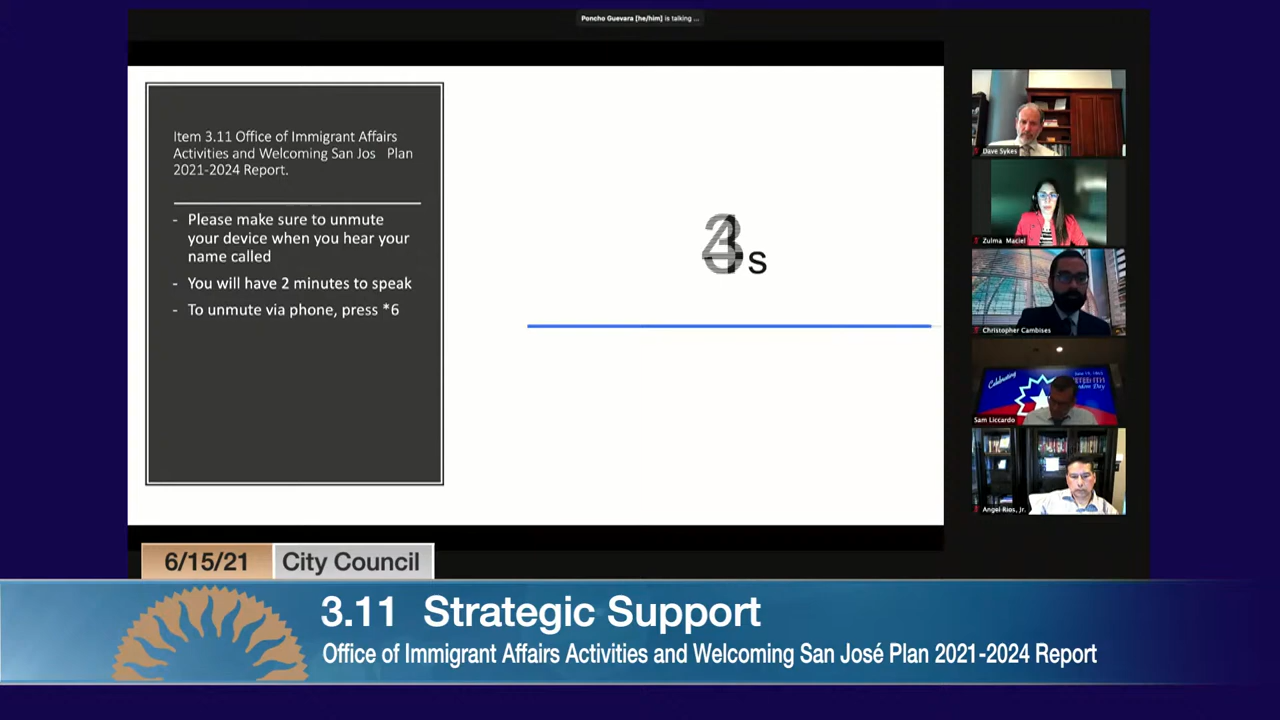 Poncho Guevara [he/him] is talking ...
Item 3.11 Office of Immigrant Affairs
Activities and Welcoming San Jos   Plan
2021-2024 Report.
- Please make sure to unmute
your device when you hear your
name called
- You will have 2 minutes to speak
- To unmute via phone, press *6
s
Dave Sykes
Zulma Maciel
Christopher Cambises
Celebrating
June 19, 1865
Sam Liccardo
Angel Rios, Jr.
6/15/21 City Council
3.11 Strategic Support
Office of Immigrant Affairs Activities and Welcoming San José Plan 2021-2024 Report